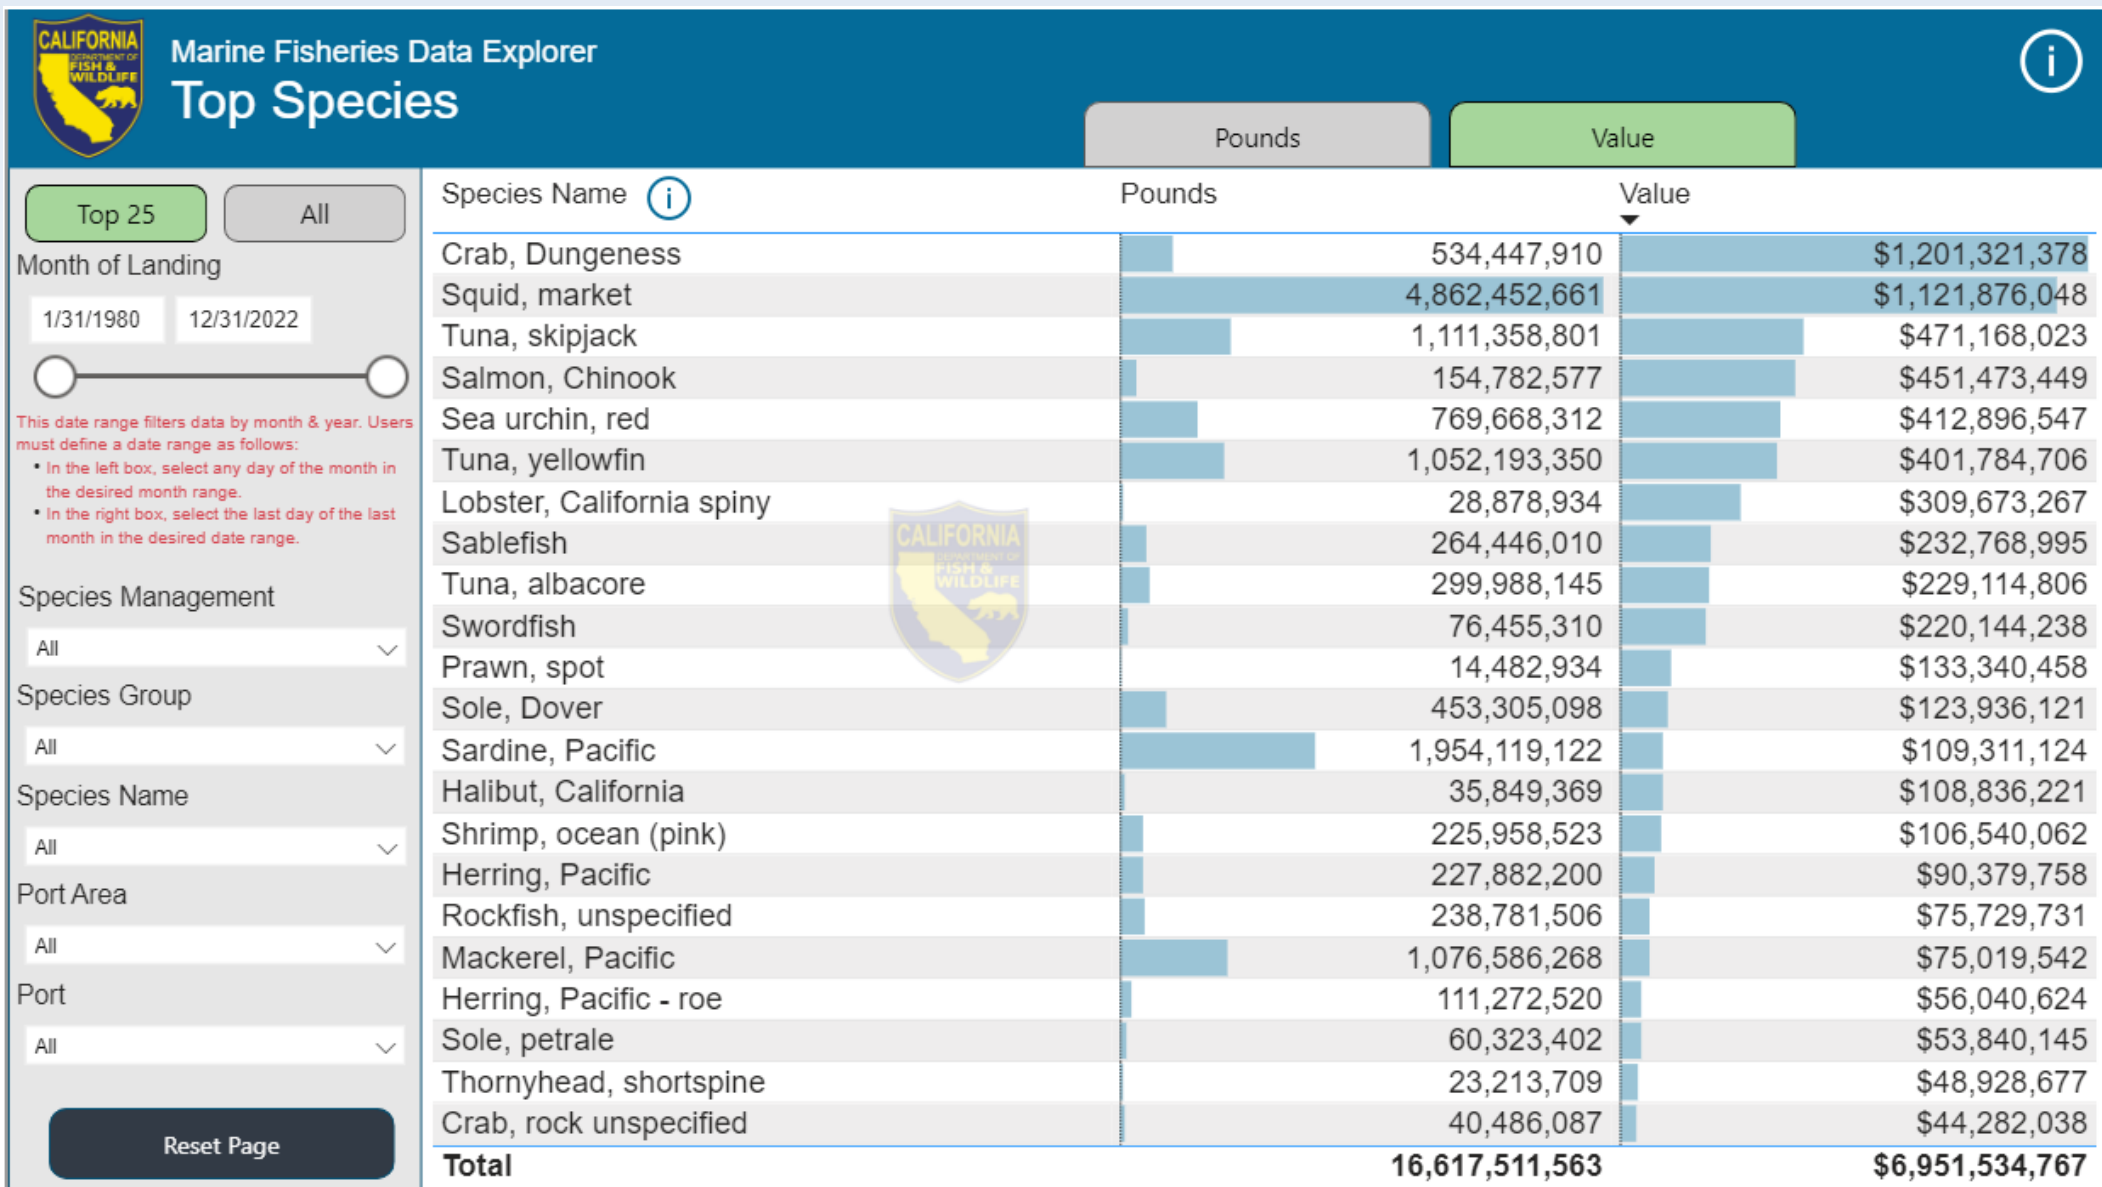 CALIFORNIA
DEPARTMENT OF
FISH &
WILDLIFE
Marine Fisheries Data Explorer
Top Species
i
Pounds
Value
Top 25
All
Month of Landing
1/31/1980
12/31/2022
This date range filters data by month & year. Users
must define a date range as follows:
• In the left box, select any day of the month in
the desired month range.
• In the right box, select the last day of the last
month in the desired date range.
Species Management
All
Species Group
All
Species Name
All
Port Area
All
Port
All
Reset Page
Species Name i Pounds Value
Crab, Dungeness 534,447,910 $1,201,321,378
Squid, market 4,862,452,661 $1,121,876,048
Tuna, skipjack 1,111,358,801 $471,168,023
Salmon, Chinook 154,782,577 $451,473,449
Sea urchin, red 769,668,312 $412,896,547
Tuna, yellowfin 1,052,193,350 $401,784,706
Lobster, California spiny 28,878,934 $309,673,267
Sablefish 264,446,010 $232,768,995
Tuna, albacore 299,988,145 $229,114,806
Swordfish 76,455,310 $220,144,238
Prawn, spot 14,482,934 $133,340,458
Sole, Dover 453,305,098 $123,936,121
Sardine, Pacific 1,954,119,122 $109,311,124
Halibut, California 35,849,369 $108,836,221
Shrimp, ocean (pink) 225,958,523 $106,540,062
Herring, Pacific 227,882,200 $90,379,758
Rockfish, unspecified 238,781,506 $75,729,731
Mackerel, Pacific 1,076,586,268 $75,019,542
Herring, Pacific - roe 111,272,520 $56,040,624
Sole, petrale 60,323,402 $53,840,145
Thornyhead, shortspine 23,213,709 $48,928,677
Crab, rock unspecified 40,486,087 $44,282,038
Total 16,617,511,563 $6,951,534,767
CALIFORNIA
DEPARTMENT OF
FISH &
WILDLIFE